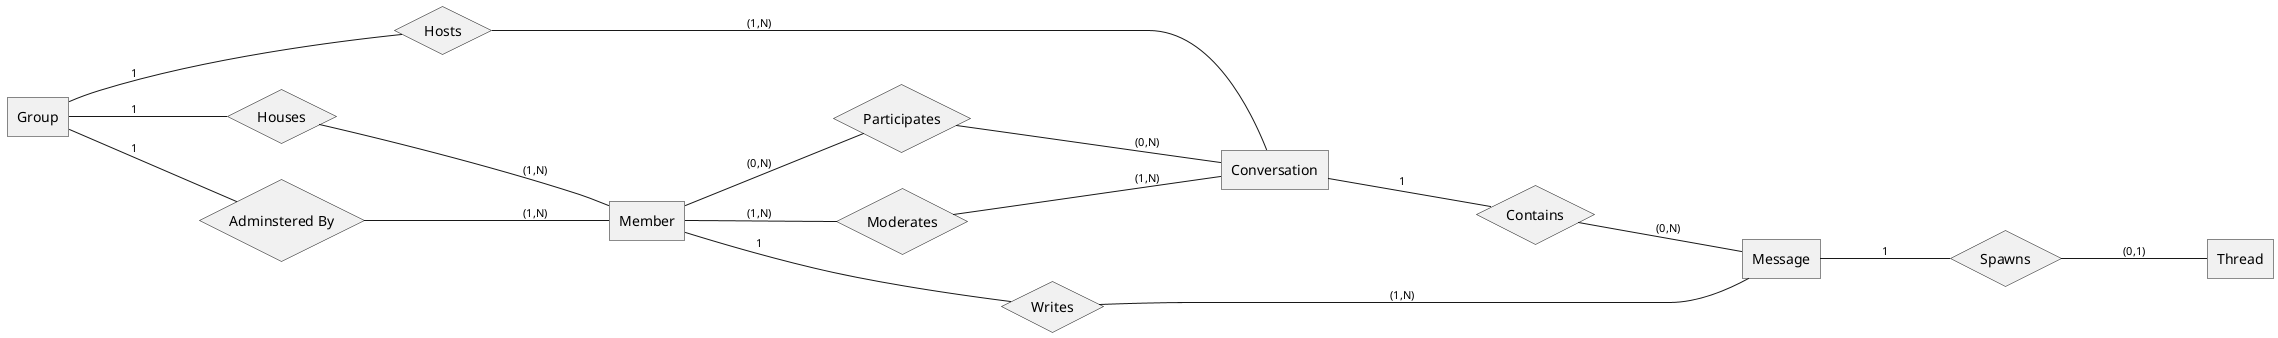 Hosts
(1,N)
1
Group
1
Houses
1
Adminstered By
(1,N)
(1,N)
Member
Participates
(0,N)
(0,N)
(1,N)
Moderates
(1,N)
1
Writes
(1,N)
Conversation
1
Contains
(0,N)
Message
1
Spawns
(0,1)
Thread